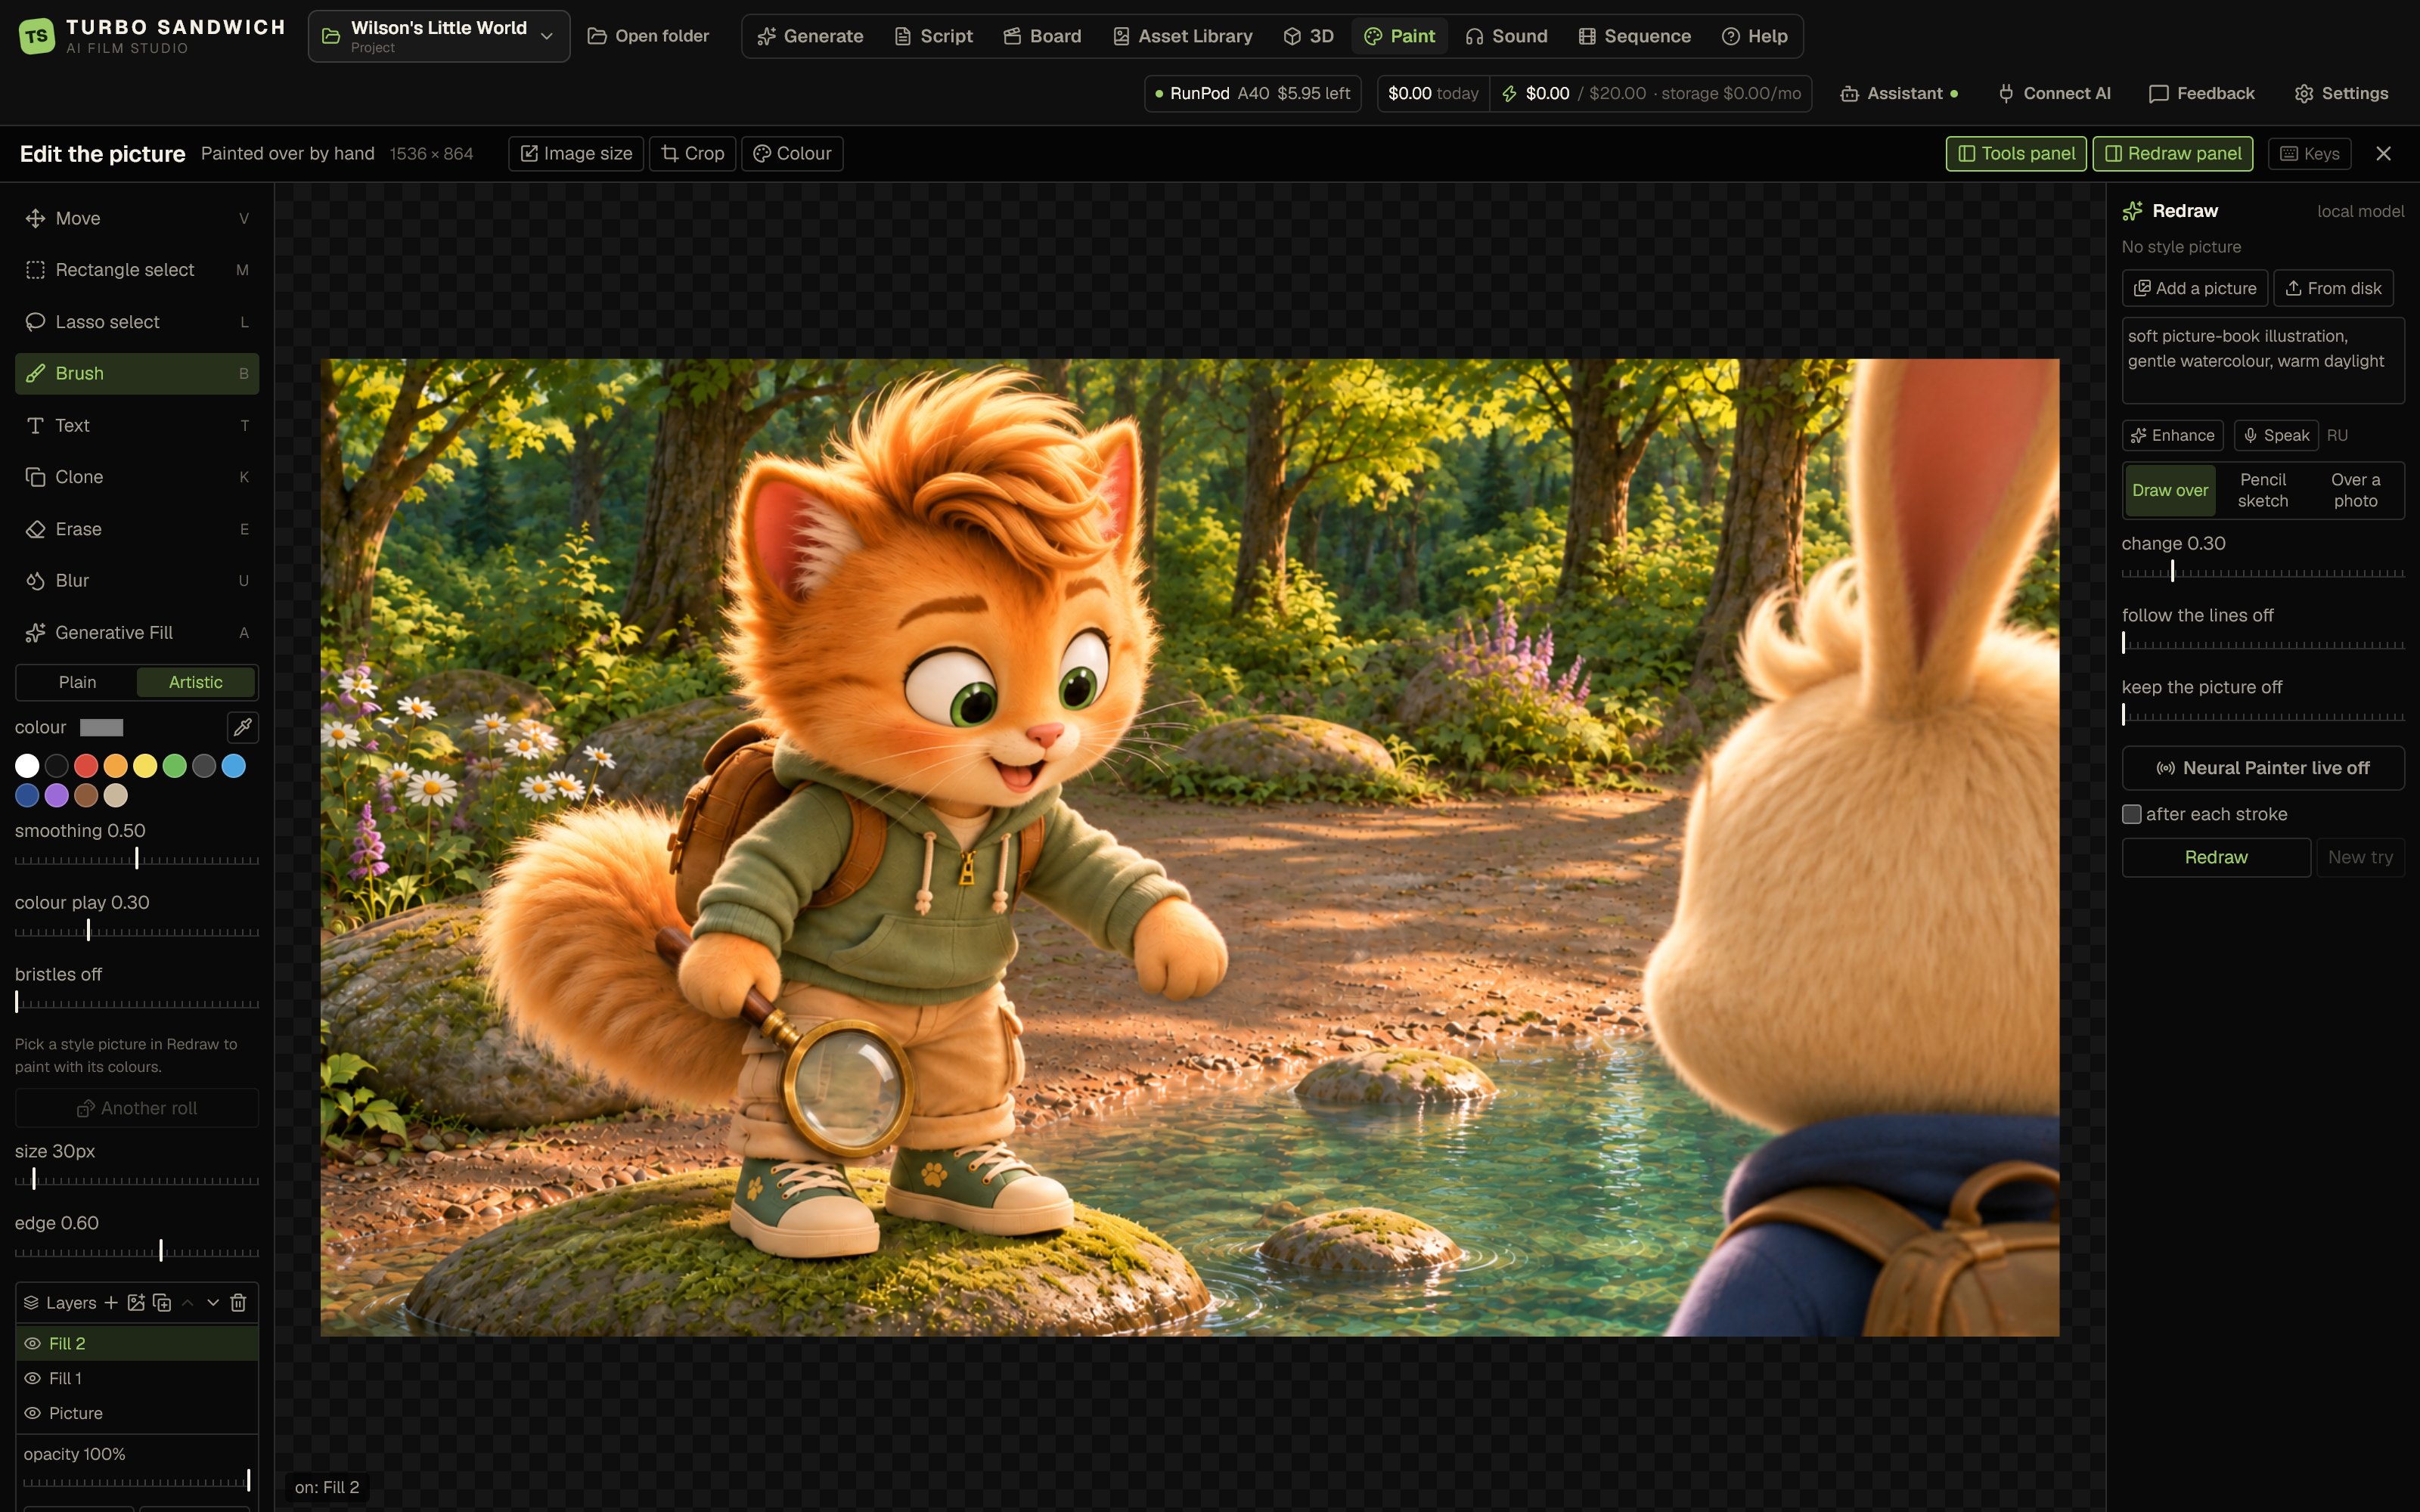 TS TURBO SANDWICH
AI FILM STUDIO
Wilson's Little World
Project
Open folder
Generate
Script
Board
Asset Library
3D
Paint
Sound
Sequence
Help
RunPod A40 $5.95 left
$0.00 today
$0.00 / $20.00 · storage $0.00/mo
Assistant
Connect AI
Feedback
Settings
Edit the picture Painted over by hand 1536 × 864
Image size
Crop
Colour
Tools panel
Redraw panel
Keys
Move V
Rectangle select M
Lasso select L
Brush B
Text T
Clone K
Erase E
Blur U
Generative Fill A
Plain Artistic
colour
smoothing 0.50
colour play 0.30
bristles off
Pick a style picture in Redraw to
paint with its colours.
Another roll
size 30px
edge 0.60
Layers
Fill 2
Fill 1
Picture
opacity 100%
on: Fill 2
Redraw local model
No style picture
Add a picture
From disk
soft picture-book illustration,
gentle watercolour, warm daylight
Enhance
Speak
RU
Draw over
Pencil
sketch
Over a
photo
change 0.30
follow the lines off
keep the picture off
Neural Painter live off
after each stroke
Redraw
New try